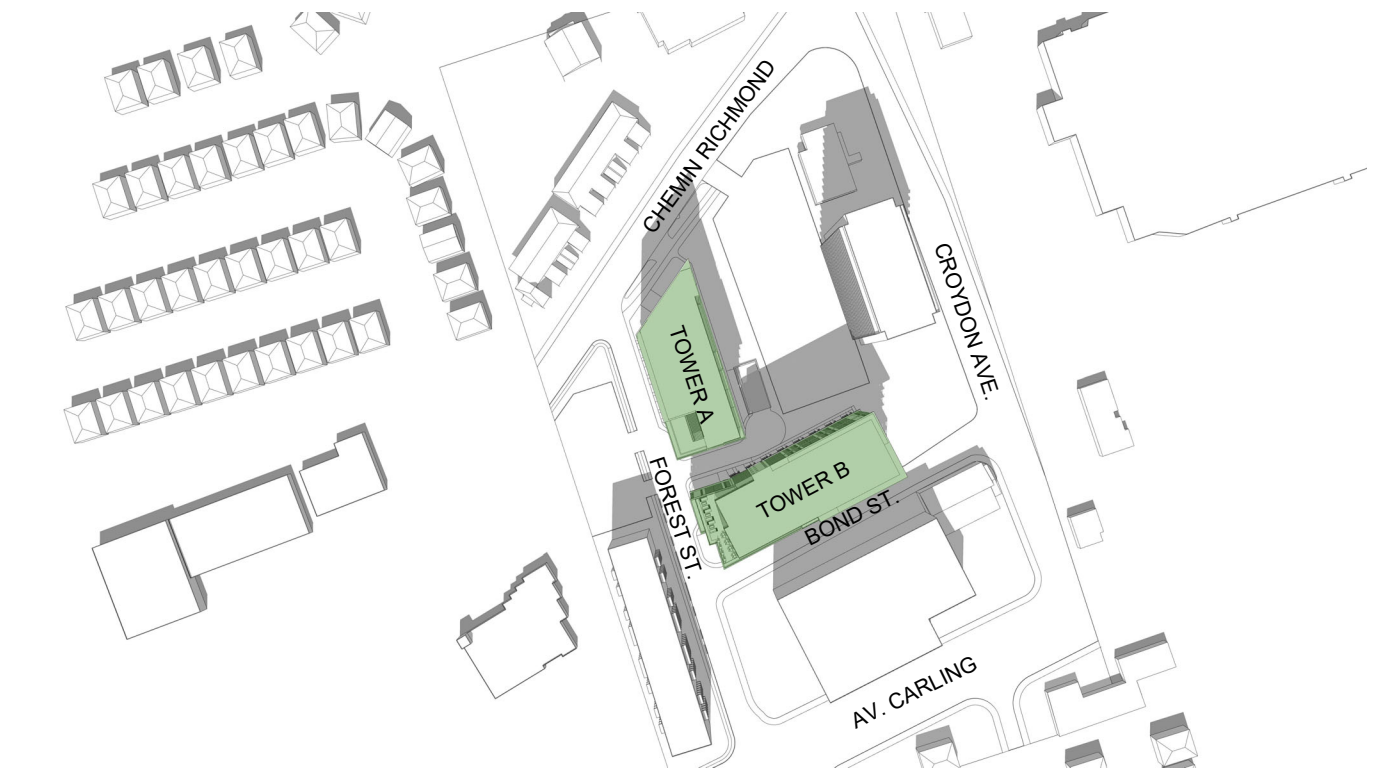 CHEMIN RICHMOND
CROYDON AVE.
TOWER A
TOWER B
FOREST ST.
BOND ST.
AV. CARLING